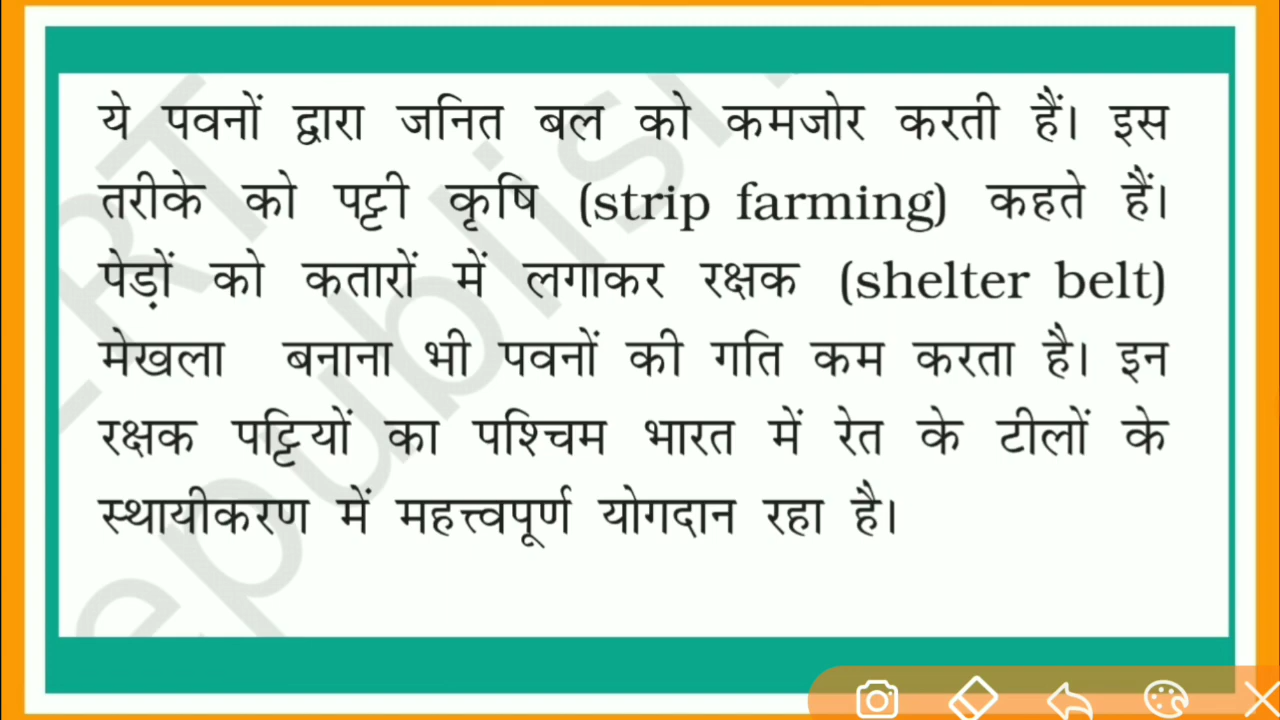 ये पवनों द्वारा जनित बल को कमजोर करती हैं। इस
तरीके को पट्टी कृषि (strip farming) कहते हैं।
पेड़ों को कतारों में लगाकर रक्षक (shelter belt)
मेखला बनाना भी पवनों की गति कम करता है। इन
रक्षक पट्टियों का पश्चिम भारत में रेत के टीलों के
स्थायीकरण में महत्त्वपूर्ण योगदान रहा है।